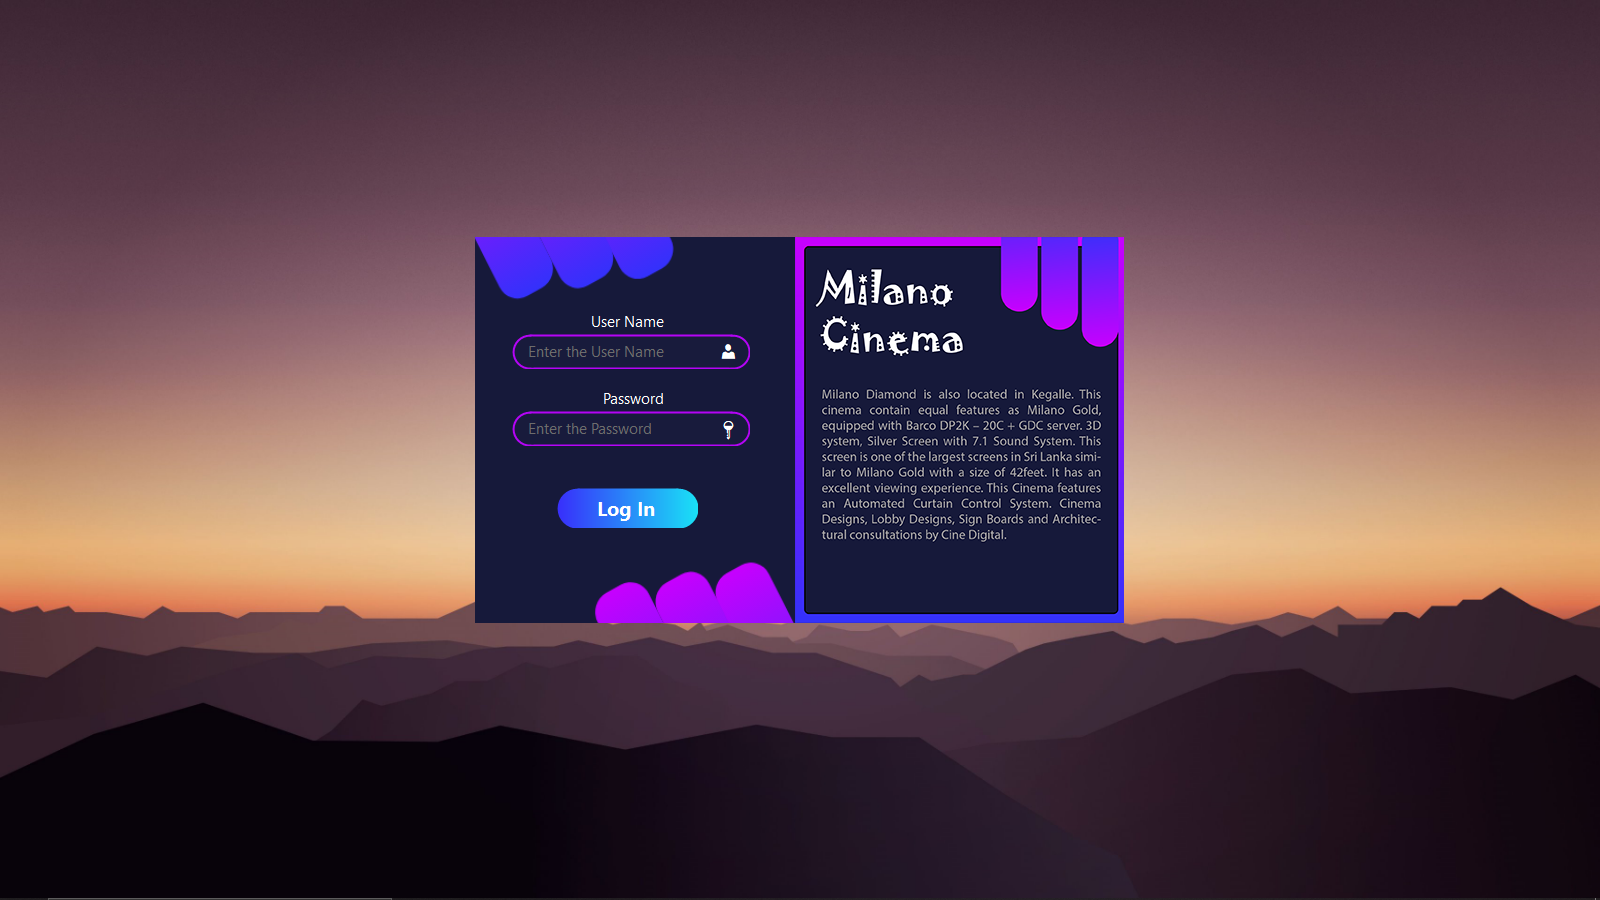 User Name
Enter the User Name
Password
Enter the Password
Log In
Milano
Cinema
Milano Diamond is also located in Kegalle. This
cinema contain equal features as Milano Gold,
equipped with Barco DP2K – 20C + GDC server. 3D
system, Silver Screen with 7.1 Sound System. This
screen is one of the largest screens in Sri Lanka simi-
lar to Milano Gold with a size of 42feet. It has an
excellent viewing experience. This Cinema features
an Automated Curtain Control System. Cinema
Designs, Lobby Designs, Sign Boards and Architec-
tural consultations by Cine Digital.